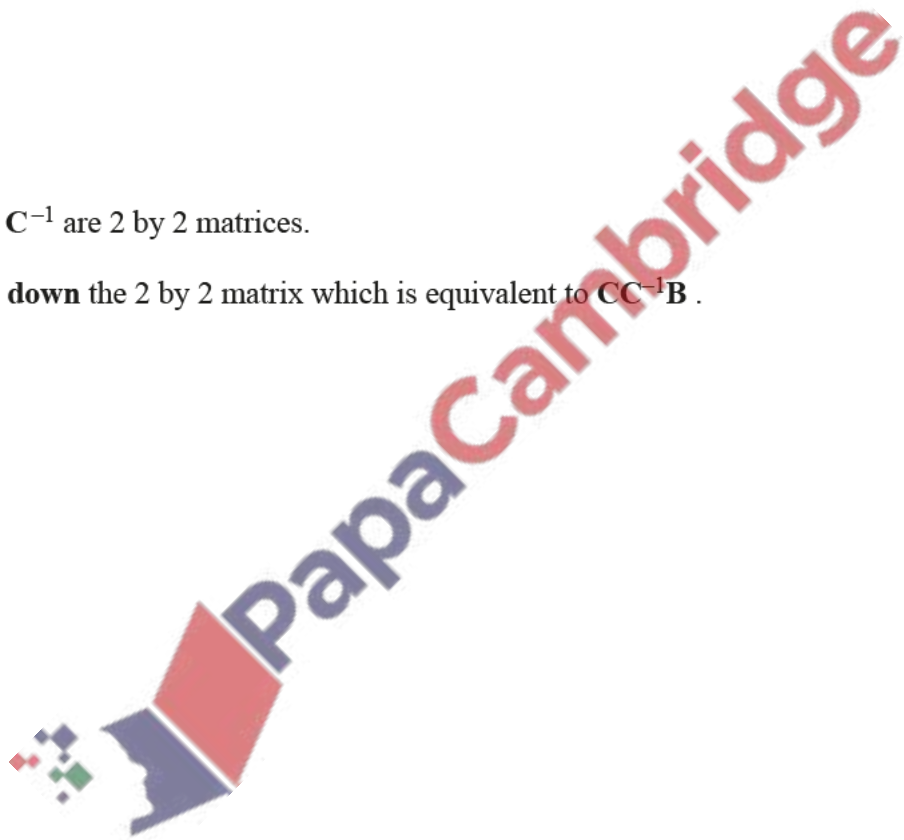 C⁻¹ are 2 by 2 matrices.
down the 2 by 2 matrix which is equivalent to CC⁻¹B .
PapaCambridge